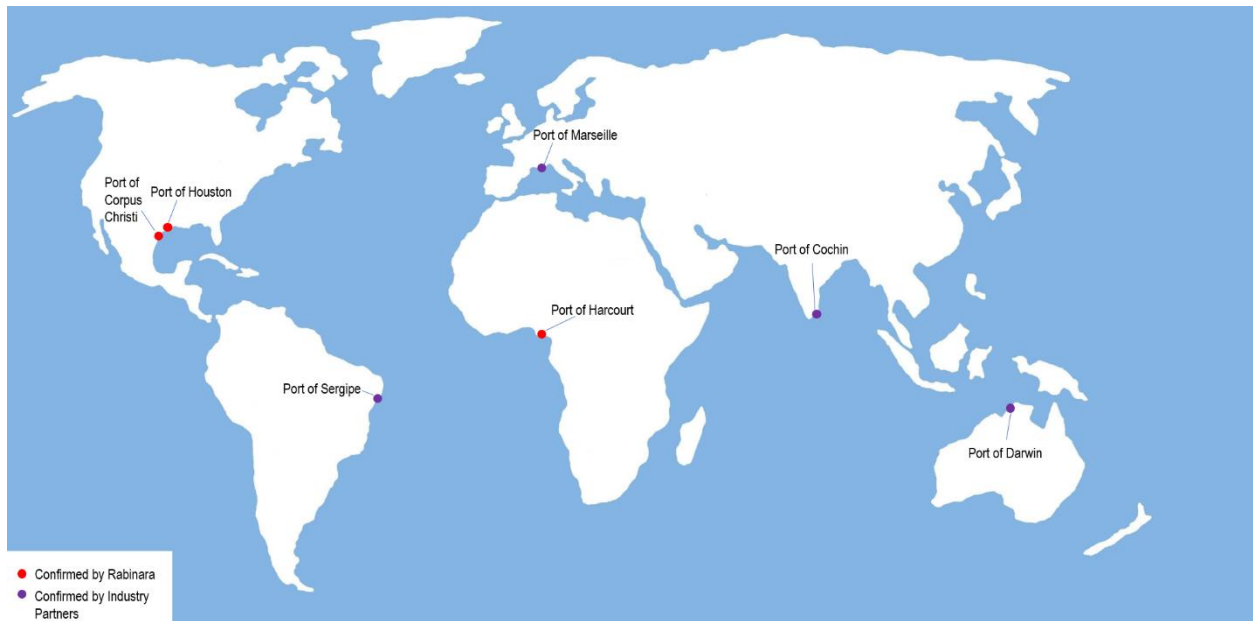 Port of Marseille
Port of
Corpus
Christi
Port of Houston
Port of Cochin
Port of Harcourt
Port of Sergipe
Port of Darwin
Confirmed by Rabinara
Confirmed by Industry
Partners